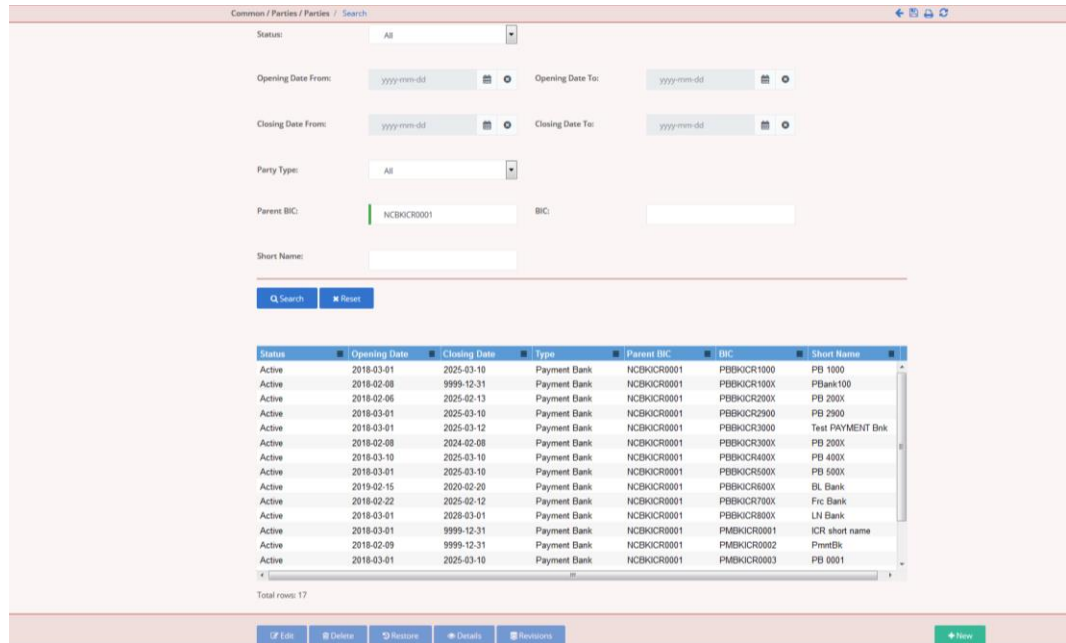 Common / Parties / Parties / Search
Status: All
Opening Date From: yyyy-mm-dd Opening Date To: yyyy-mm-dd
Closing Date From: yyyy-mm-dd Closing Date To: yyyy-mm-dd
Party Type: All
Parent BIC: NCBKICR0001 BIC:
Short Name:
Search Reset
Status Opening Date Closing Date Type Parent BIC BIC Short Name
Active 2018-03-01 2025-03-10 Payment Bank NCBKICR0001 PBBKICR1000 PB 1000
Active 2018-02-08 9999-12-31 Payment Bank NCBKICR0001 PBBKICR100X PBank100
Active 2018-02-06 2025-02-13 Payment Bank NCBKICR0001 PBBKICR200X PB 200X
Active 2018-03-01 2025-03-10 Payment Bank NCBKICR0001 PBBKICR2900 PB 2900
Active 2018-03-01 2025-03-12 Payment Bank NCBKICR0001 PBBKICR3000 Test PAYMENT Bnk
Active 2018-02-08 2024-02-08 Payment Bank NCBKICR0001 PBBKICR300X PB 200X
Active 2018-03-10 2025-03-10 Payment Bank NCBKICR0001 PBBKICR400X PB 400X
Active 2018-03-01 2025-03-10 Payment Bank NCBKICR0001 PBBKICR500X PB 500X
Active 2019-02-15 2020-02-20 Payment Bank NCBKICR0001 PBBKICR600X BL Bank
Active 2018-02-22 2025-02-12 Payment Bank NCBKICR0001 PBBKICR700X Frc Bank
Active 2018-03-01 2028-03-01 Payment Bank NCBKICR0001 PBBKICR800X LN Bank
Active 2018-03-01 9999-12-31 Payment Bank NCBKICR0001 PMBKICR0001 ICR short name
Active 2018-02-09 9999-12-31 Payment Bank NCBKICR0001 PMBKICR0002 PmntBk
Active 2018-03-01 2025-03-10 Payment Bank NCBKICR0001 PMBKICR0003 PB 0001
Total rows: 17
Edit Delete Restore Details Revisions New